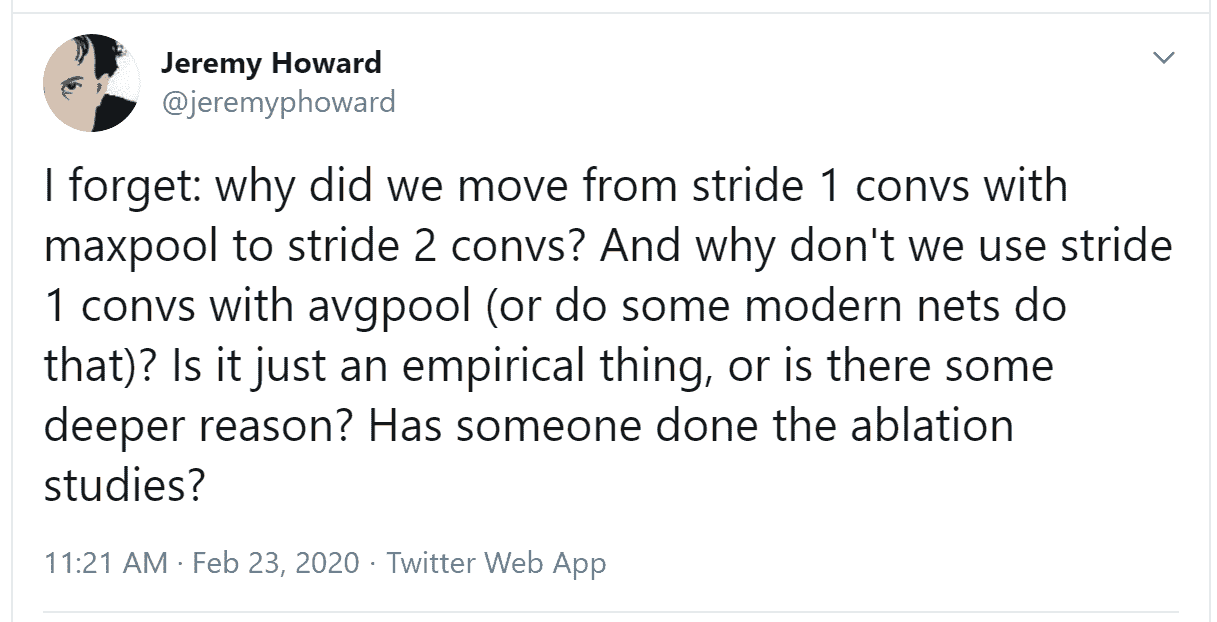 Jeremy Howard
@jeremyphoward
I forget: why did we move from stride 1 convs with
maxpool to stride 2 convs? And why don't we use stride
1 convs with avgpool (or do some modern nets do
that)? Is it just an empirical thing, or is there some
deeper reason? Has someone done the ablation
studies?
11:21 AM · Feb 23, 2020 · Twitter Web App